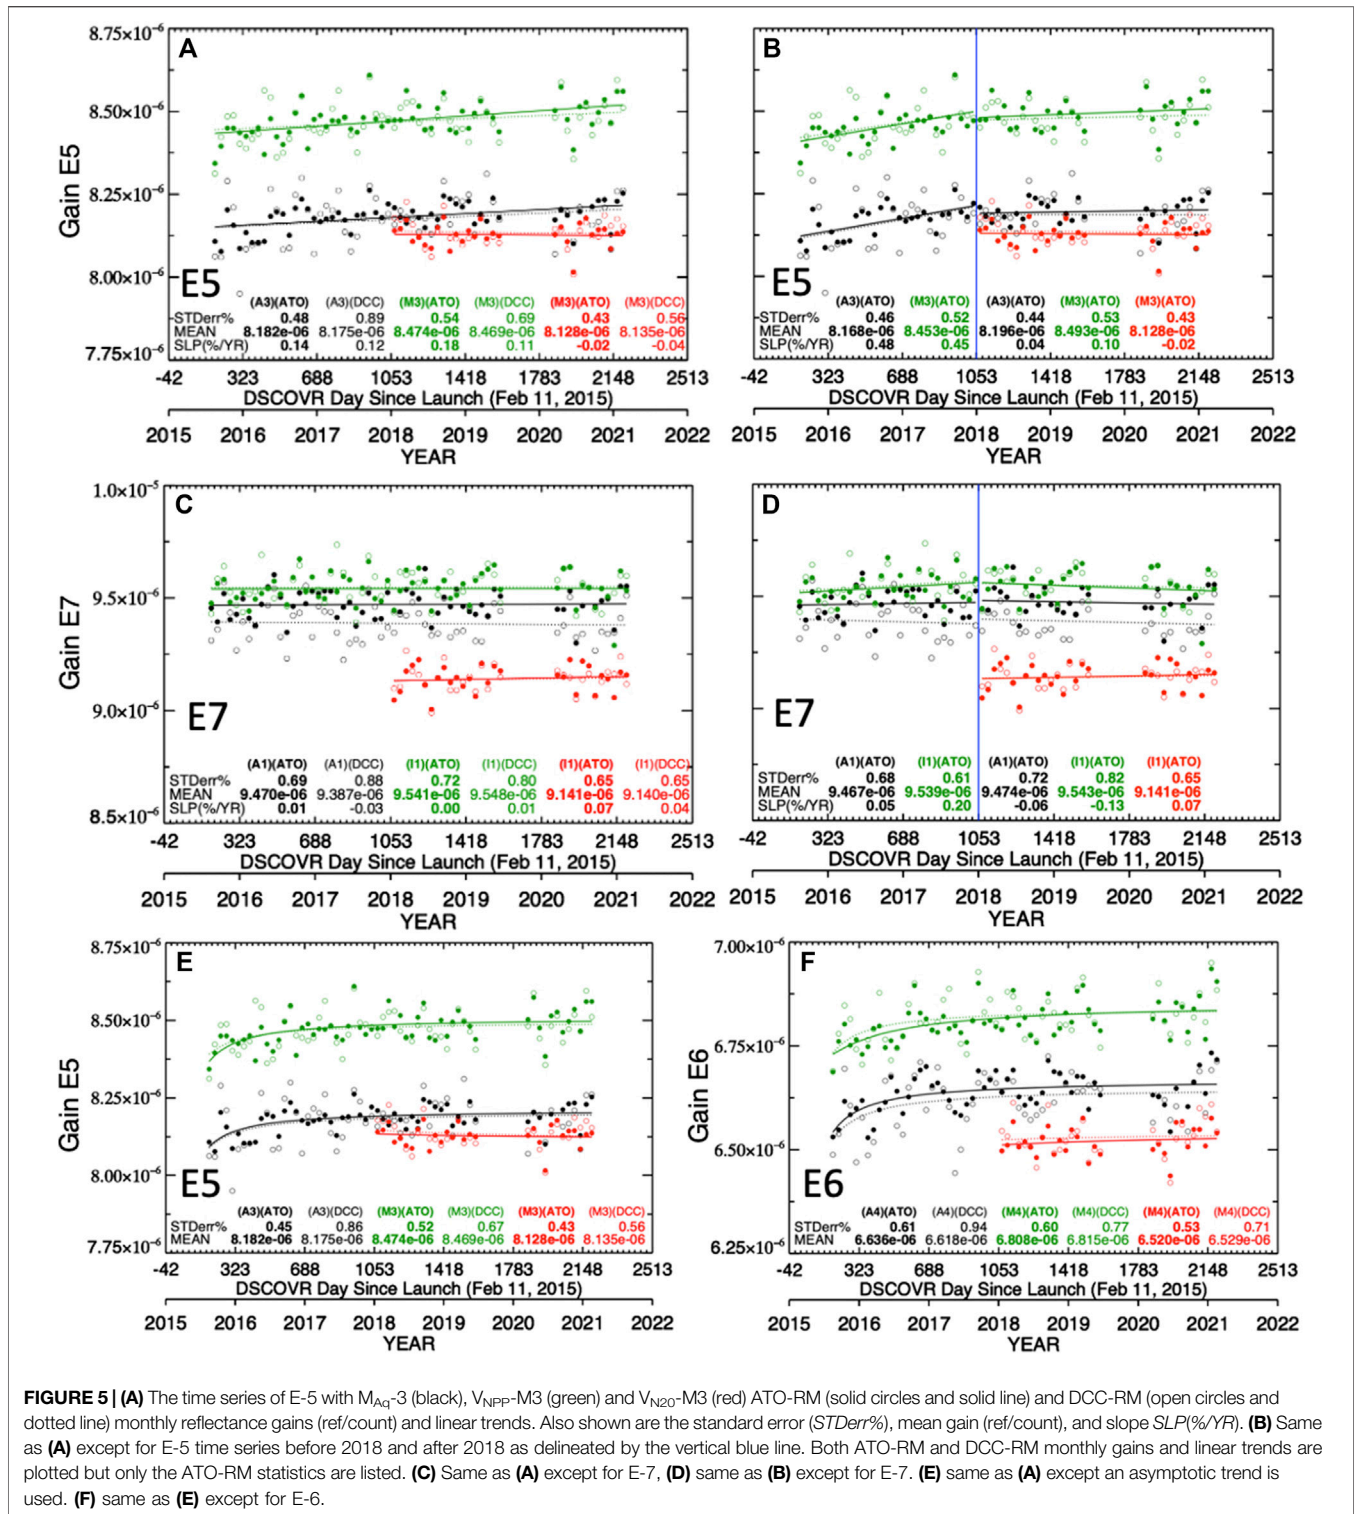 A
8.75×10⁻⁶
8.50×10⁻⁶
8.25×10⁻⁶
8.00×10⁻⁶
7.75×10⁻⁶
Gain E5
E5
(A3)(ATO) (A3)(DCC) (M3)(ATO) (M3)(DCC) (M3)(ATO) (M3)(DCC)
STDerr% 0.48 0.89 0.54 0.69 0.43 0.56
MEAN 8.182e-06 8.175e-06 8.474e-06 8.469e-06 8.128e-06 8.135e-06
SLP(%/YR) 0.14 0.12 0.18 0.11 -0.02 -0.04
-42 323 688 1053 1418 1783 2148 2513
DSCOVR Day Since Launch (Feb 11, 2015)
2015 2016 2017 2018 2019 2020 2021 2022
YEAR
B
E5
(A3)(ATO) (M3)(ATO) (A3)(ATO) (M3)(ATO) (M3)(ATO)
STDerr% 0.46 0.52 0.44 0.53 0.43
MEAN 8.168e-06 8.453e-06 8.196e-06 8.493e-06 8.128e-06
SLP(%/YR) 0.48 0.45 0.04 0.10 -0.02
-42 323 688 1053 1418 1783 2148 2513
DSCOVR Day Since Launch (Feb 11, 2015)
2015 2016 2017 2018 2019 2020 2021 2022
YEAR
C
1.0×10⁻⁵
9.5×10⁻⁶
9.0×10⁻⁶
8.5×10⁻⁶
Gain E7
E7
(A1)(ATO) (A1)(DCC) (I1)(ATO) (I1)(DCC) (I1)(ATO) (I1)(DCC)
STDerr% 0.69 0.88 0.72 0.80 0.65 0.65
MEAN 9.470e-06 9.387e-06 9.541e-06 9.548e-06 9.141e-06 9.140e-06
SLP(%/YR) 0.01 -0.03 0.00 0.01 0.07 0.04
-42 323 688 1053 1418 1783 2148 2513
DSCOVR Day Since Launch (Feb 11, 2015)
2015 2016 2017 2018 2019 2020 2021 2022
YEAR
D
E7
(A1)(ATO) (I1)(ATO) (A1)(ATO) (I1)(ATO) (I1)(ATO)
STDerr% 0.68 0.61 0.72 0.82 0.65
MEAN 9.467e-06 9.539e-06 9.474e-06 9.543e-06 9.141e-06
SLP(%/YR) 0.05 0.20 -0.06 -0.13 0.07
-42 323 688 1053 1418 1783 2148 2513
DSCOVR Day Since Launch (Feb 11, 2015)
2015 2016 2017 2018 2019 2020 2021 2022
YEAR
E
8.75×10⁻⁶
8.50×10⁻⁶
8.25×10⁻⁶
8.00×10⁻⁶
7.75×10⁻⁶
Gain E5
E5
(A3)(ATO) (A3)(DCC) (M3)(ATO) (M3)(DCC) (M3)(ATO) (M3)(DCC)
STDerr% 0.45 0.86 0.52 0.67 0.43 0.56
MEAN 8.182e-06 8.175e-06 8.474e-06 8.469e-06 8.128e-06 8.135e-06
-42 323 688 1053 1418 1783 2148 2513
DSCOVR Day Since Launch (Feb 11, 2015)
2015 2016 2017 2018 2019 2020 2021 2022
YEAR
F
7.00×10⁻⁶
6.75×10⁻⁶
6.50×10⁻⁶
6.25×10⁻⁶
Gain E6
E6
(A4)(ATO) (A4)(DCC) (M4)(ATO) (M4)(DCC) (M4)(ATO) (M4)(DCC)
STDerr% 0.61 0.94 0.60 0.77 0.53 0.71
MEAN 6.636e-06 6.618e-06 6.808e-06 6.815e-06 6.520e-06 6.529e-06
-42 323 688 1053 1418 1783 2148 2513
DSCOVR Day Since Launch (Feb 11, 2015)
2015 2016 2017 2018 2019 2020 2021 2022
YEAR
FIGURE 5 | (A) The time series of E-5 with M_Aq-3 (black), V_NPP-M3 (green) and V_N20-M3 (red) ATO-RM (solid circles and solid line) and DCC-RM (open circles and
dotted line) monthly reflectance gains (ref/count) and linear trends. Also shown are the standard error (STDerr%), mean gain (ref/count), and slope SLP(%/YR). (B) Same
as (A) except for E-5 time series before 2018 and after 2018 as delineated by the vertical blue line. Both ATO-RM and DCC-RM monthly gains and linear trends are
plotted but only the ATO-RM statistics are listed. (C) Same as (A) except for E-7, (D) same as (B) except for E-7. (E) same as (A) except an asymptotic trend is
used. (F) same as (E) except for E-6.